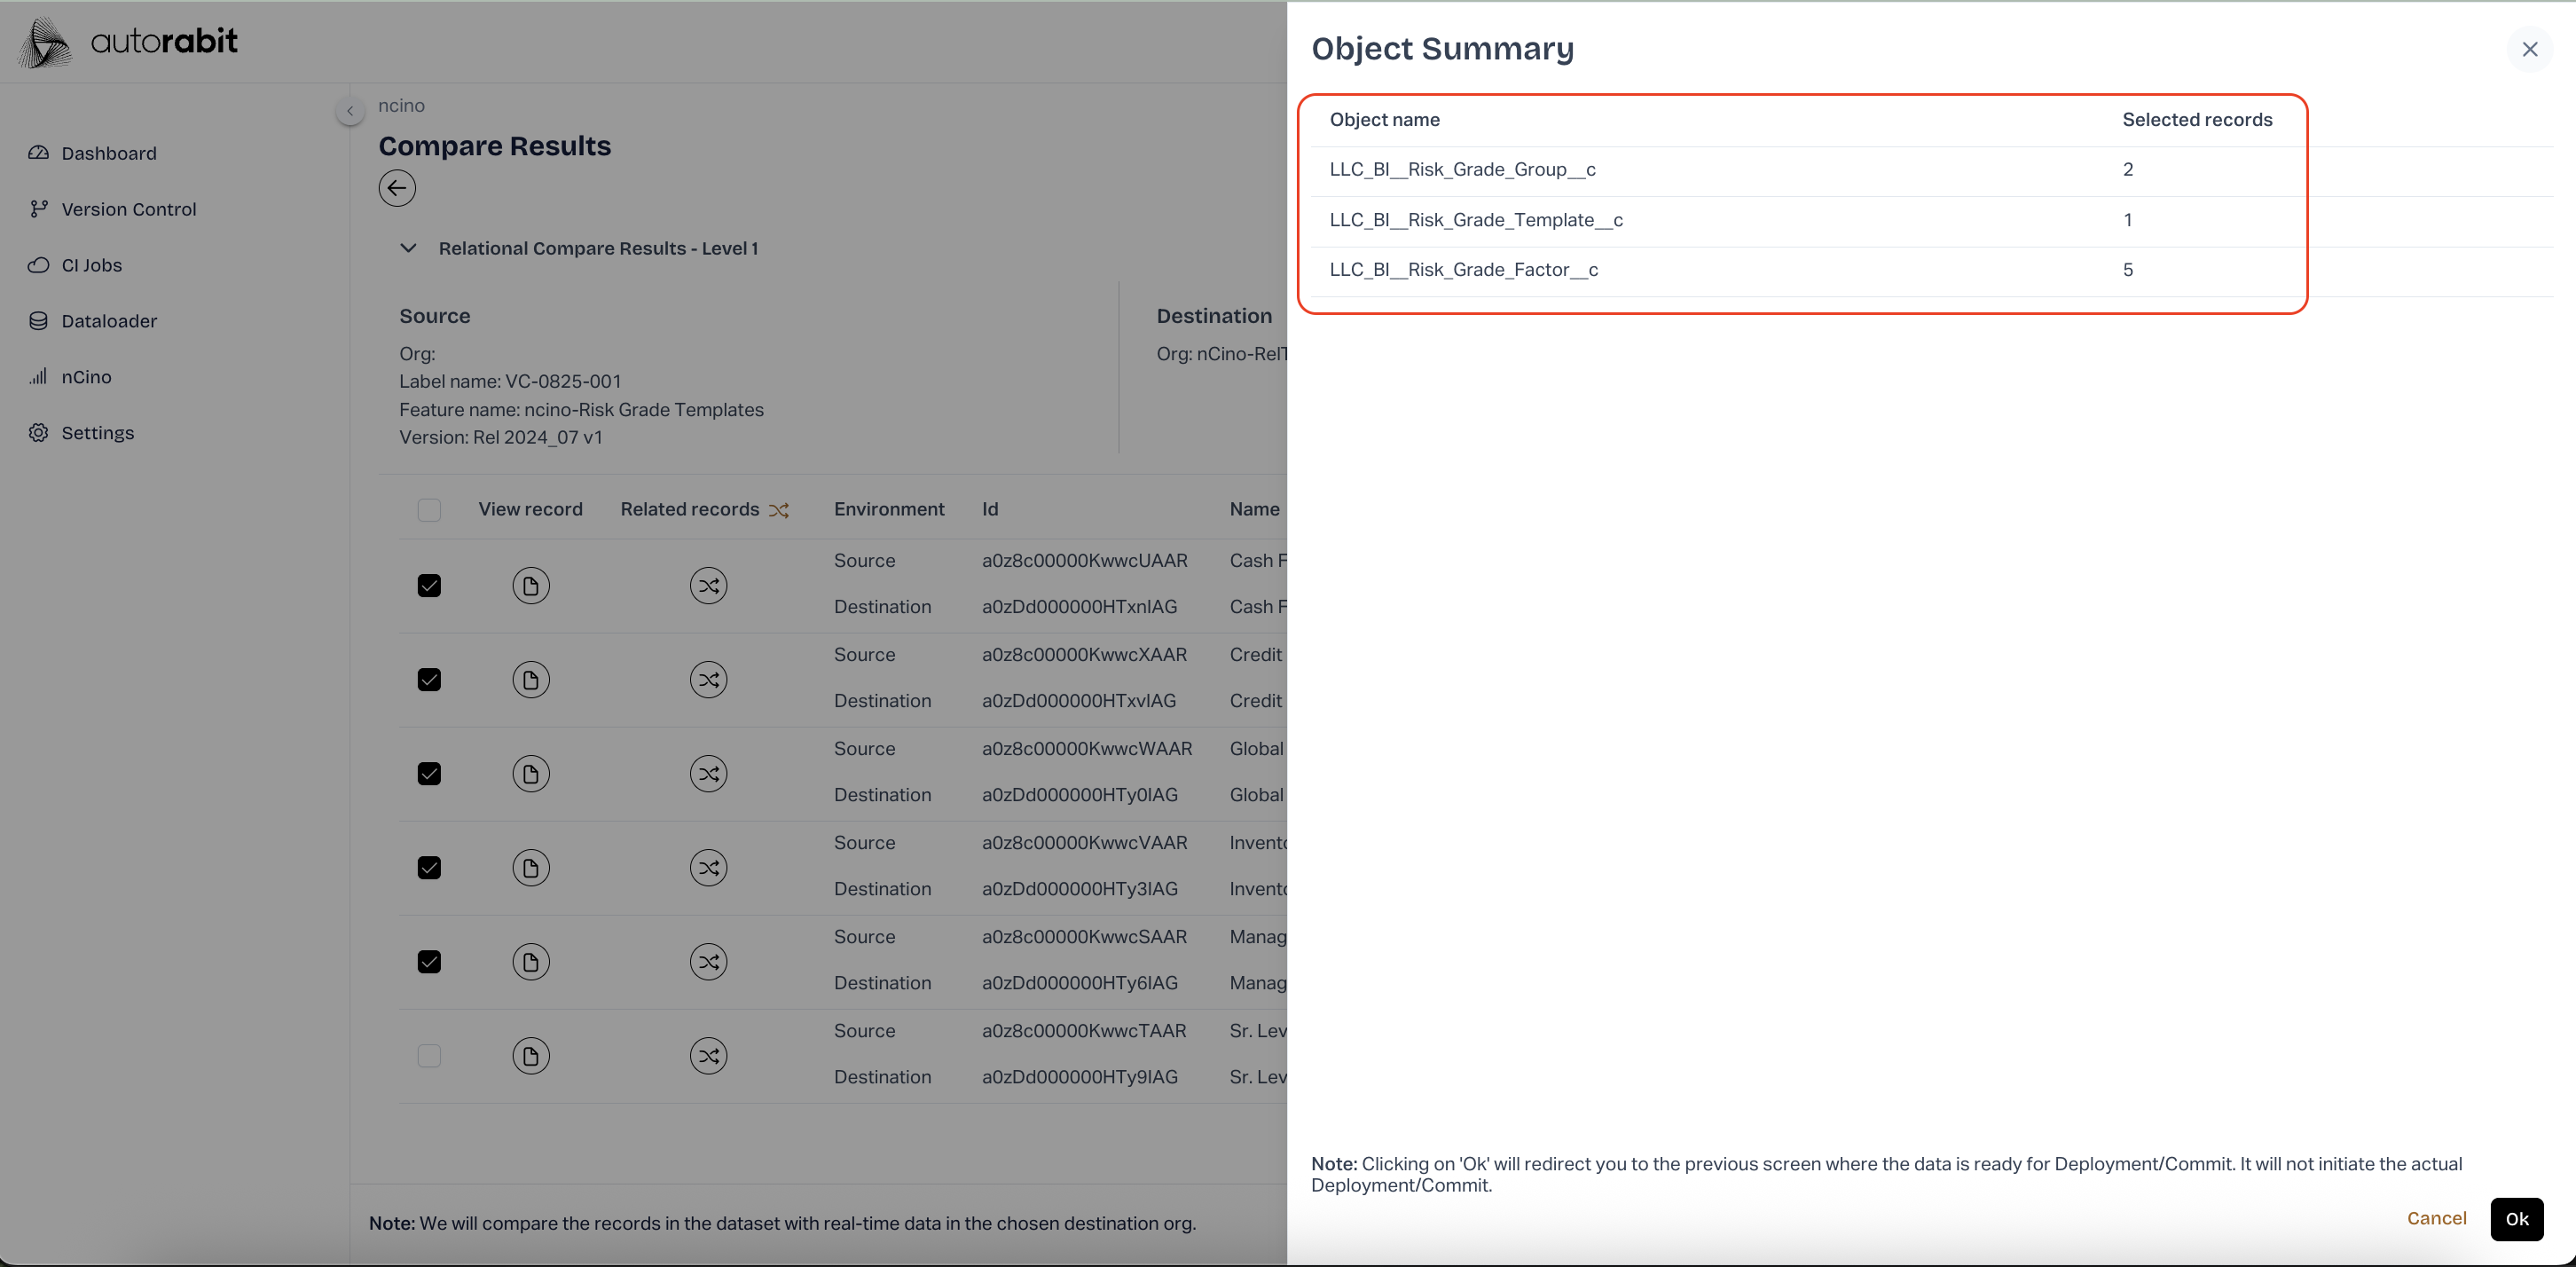 autorabit
Dashboard
Version Control
CI Jobs
Dataloader
nCino
Settings
ncino
Compare Results
Relational Compare Results - Level 1
Source
Org:
Label name: VC-0825-001
Feature name: ncino-Risk Grade Templates
Version: Rel 2024_07 v1
Destination
Org: nCino-RelT
View record Related records Environment Id Name
Source a0z8c00000KwwcUAAR Cash F
Destination a0zDd000000HTxnIAG Cash F
Source a0z8c00000KwwcXAAR Credit
Destination a0zDd000000HTxvIAG Credit
Source a0z8c00000KwwcWAAR Global
Destination a0zDd000000HTy0IAG Global
Source a0z8c00000KwwcVAAR Invento
Destination a0zDd000000HTy3IAG Invento
Source a0z8c00000KwwcSAAR Manag
Destination a0zDd000000HTy6IAG Manag
Source a0z8c00000KwwcTAAR Sr. Lev
Destination a0zDd000000HTy9IAG Sr. Lev
Note: We will compare the records in the dataset with real-time data in the chosen destination org.
Object Summary
Object name Selected records
LLC_BI__Risk_Grade_Group__c 2
LLC_BI__Risk_Grade_Template__c 1
LLC_BI__Risk_Grade_Factor__c 5
Note: Clicking on 'Ok' will redirect you to the previous screen where the data is ready for Deployment/Commit. It will not initiate the actual
Deployment/Commit.
Cancel Ok